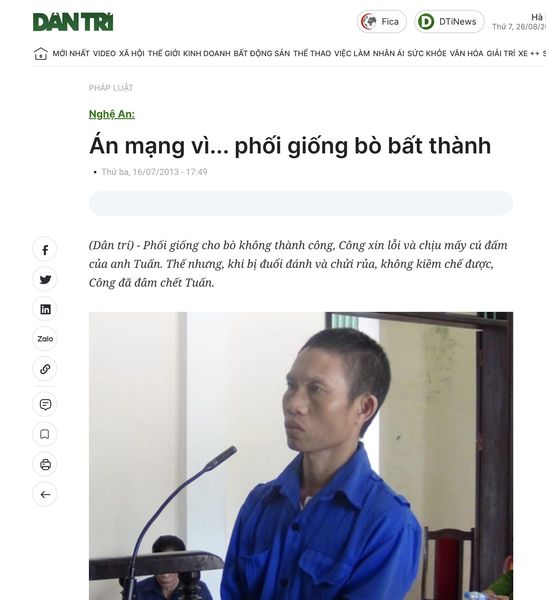 DÂN TRÍ
Fica
DTiNews
Hà
Thứ 7, 26/08/2
MỚI NHẤT VIDEO XÃ HỘI THẾ GIỚI KINH DOANH BẤT ĐỘNG SẢN THỂ THAO VIỆC LÀM NHÂN ÁI SỨC KHỎE VĂN HÓA GIẢI TRÍ XE ++ S
PHÁP LUẬT
Nghệ An:
Án mạng vì... phối giống bò bất thành
• Thứ ba, 16/07/2013 - 17:49
(Dân trí) - Phối giống cho bò không thành công, Công xin lỗi và chịu mấy cú đấm
của anh Tuấn. Thế nhưng, khi bị đuổi đánh và chửi rủa, không kiềm chế được,
Công đã đâm chết Tuấn.
Zalo